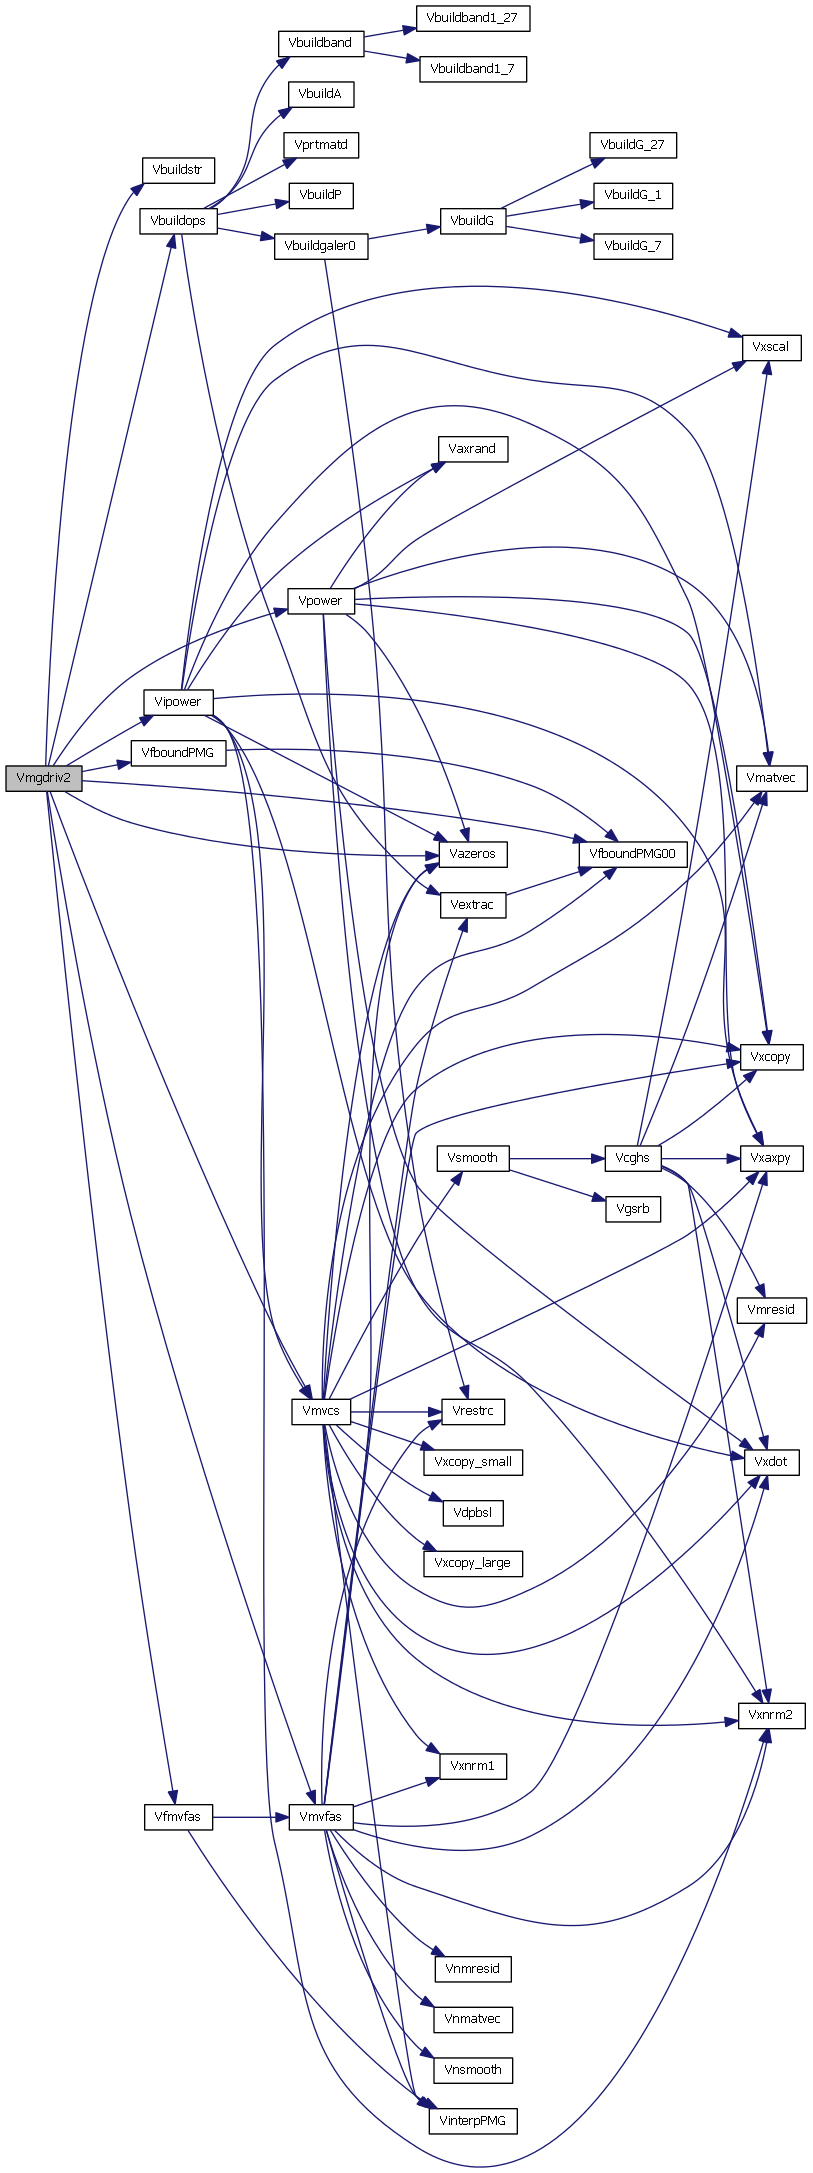 Vbuildband1_27
Vbuildband
Vbuildband1_7
VbuildA
Vprtmatd
VbuildG_27
Vbuildstr
VbuildP
VbuildG_1
Vbuildops
VbuildG
Vbuildgaler0
VbuildG_7
Vxscal
Vaxrand
Vpower
Vipower
VfboundPMG
Vmgdriv2
Vmatvec
Vazeros
VfboundPMG00
Vextrac
Vxcopy
Vsmooth
Vcghs
Vxaxpy
Vgsrb
Vmresid
Vmvcs
Vrestrc
Vxcopy_small
Vxdot
Vdpbsl
Vxcopy_large
Vxnrm2
Vxnrm1
Vfmvfas
Vmvfas
Vnmresid
Vnmatvec
Vnsmooth
VinterpPMG